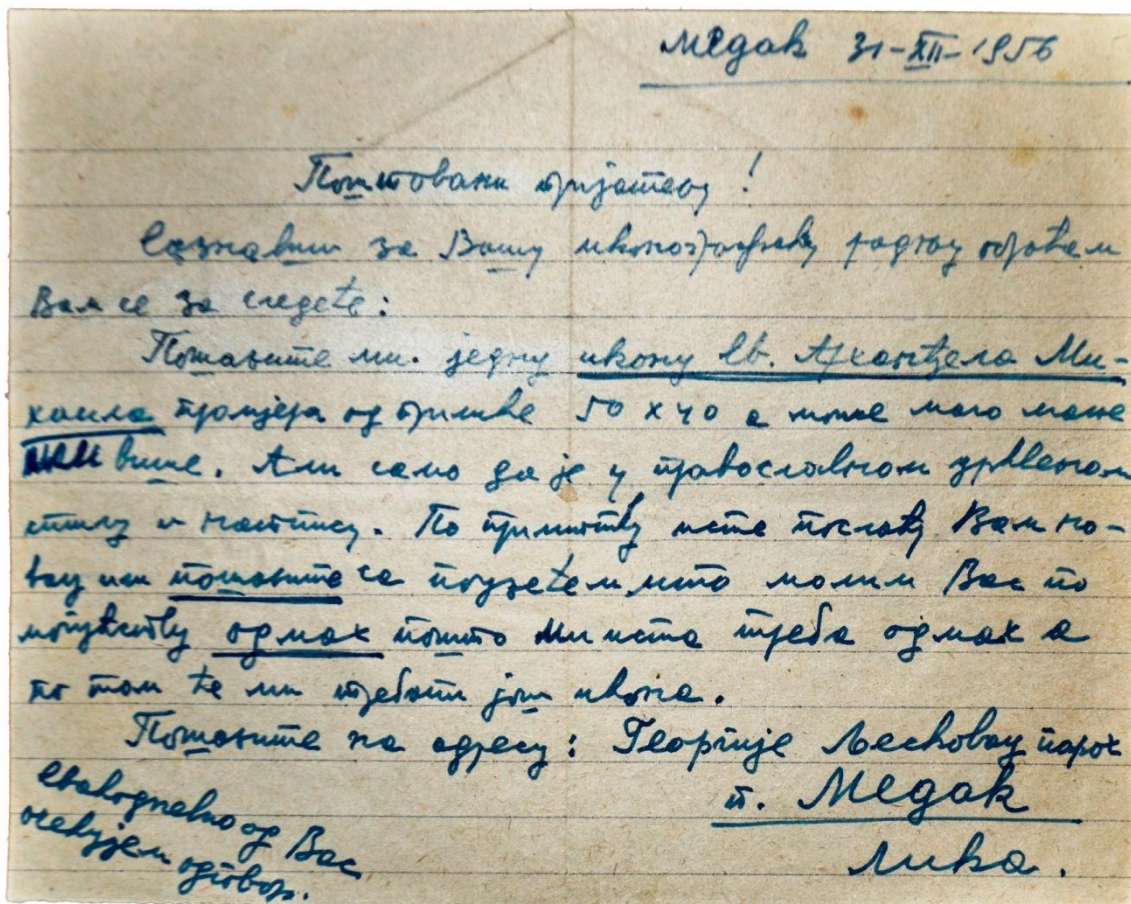 Медак 31-XII-1956
Поштовани пријатељу!
Сазнавши за Вашу иконографску радњу обраћам
Вам се за следеће:
Пошаљите ми једну икону Св. Архангела Ми-
хаила промјера од прилике 50 x 40 а може мало мање
или више. Али само да је у православном црквеном
стилу и натпису. По примитку исте послаћу Вам но-
вац или пошаљите са поузећем што молим Вас по
могућству одмах пошто ми иста треба одмах а
по том ће ми требати још икона.
Пошаљите на адресу: Георгије Љесковац парох
п. Медак
Лика.
Свакодневно од Вас
очекујем одговор.